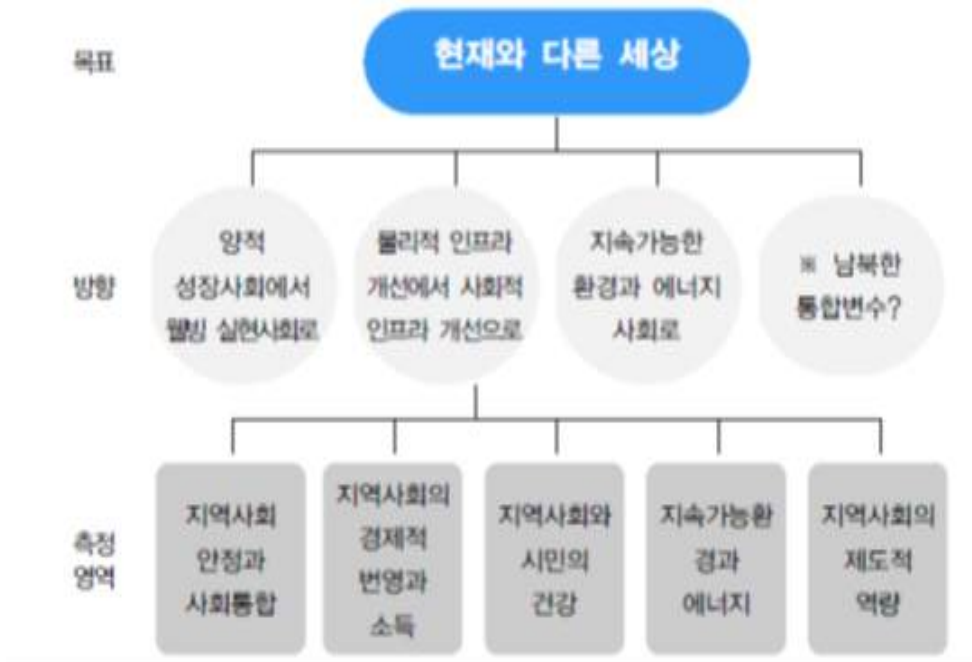 목표
현재와 다른 세상
방향
양적
성장사회에서
웰빙 실현사회로
물리적 인프라
개선에서 사회적
인프라 개선으로
지속가능한
환경과 에너지
사회로
※ 남북한
통합변수?
측정
영역
지역사회
안정과
사회통합
지역사회의
경제적
번영과
소득
지역사회와
시민의
건강
지속가능환
경과
에너지
지역사회의
제도적
역량